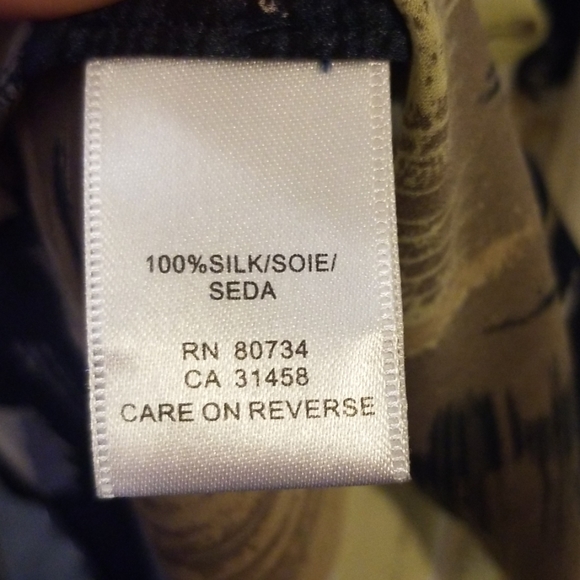 100%SILK/SOIE/
SEDA
RN 80734
CA 31458
CARE ON REVERSE